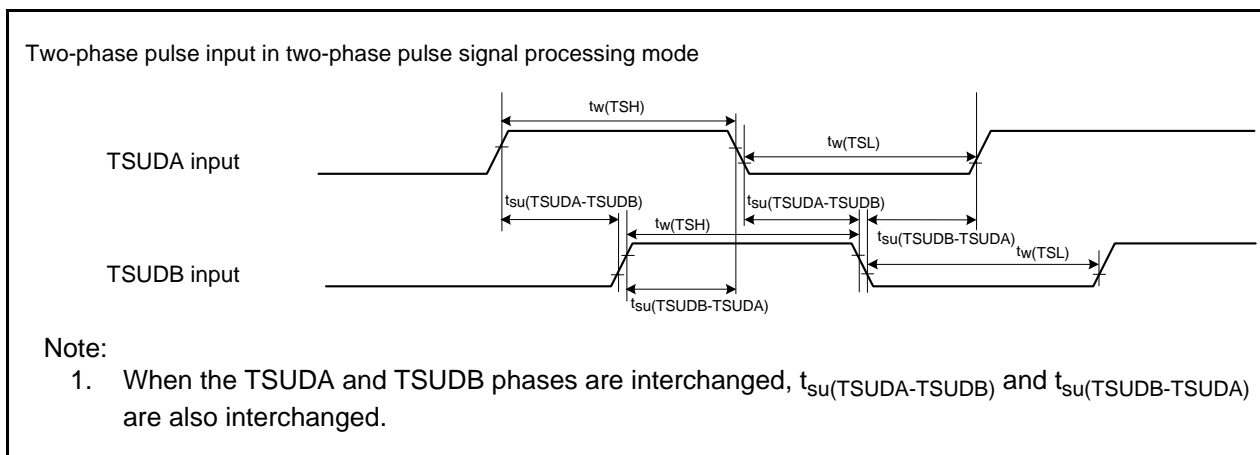 Two-phase pulse input in two-phase pulse signal processing mode
tw(TSH)
TSUDA input
tw(TSL)
tsu(TSUDA-TSUDB)
tsu(TSUDA-TSUDB)
tw(TSH)
tsu(TSUDB-TSUDA)
TSUDB input
tw(TSL)
tsu(TSUDB-TSUDA)
Note:
1. When the TSUDA and TSUDB phases are interchanged, tsu(TSUDA-TSUDB) and tsu(TSUDB-TSUDA)
are also interchanged.